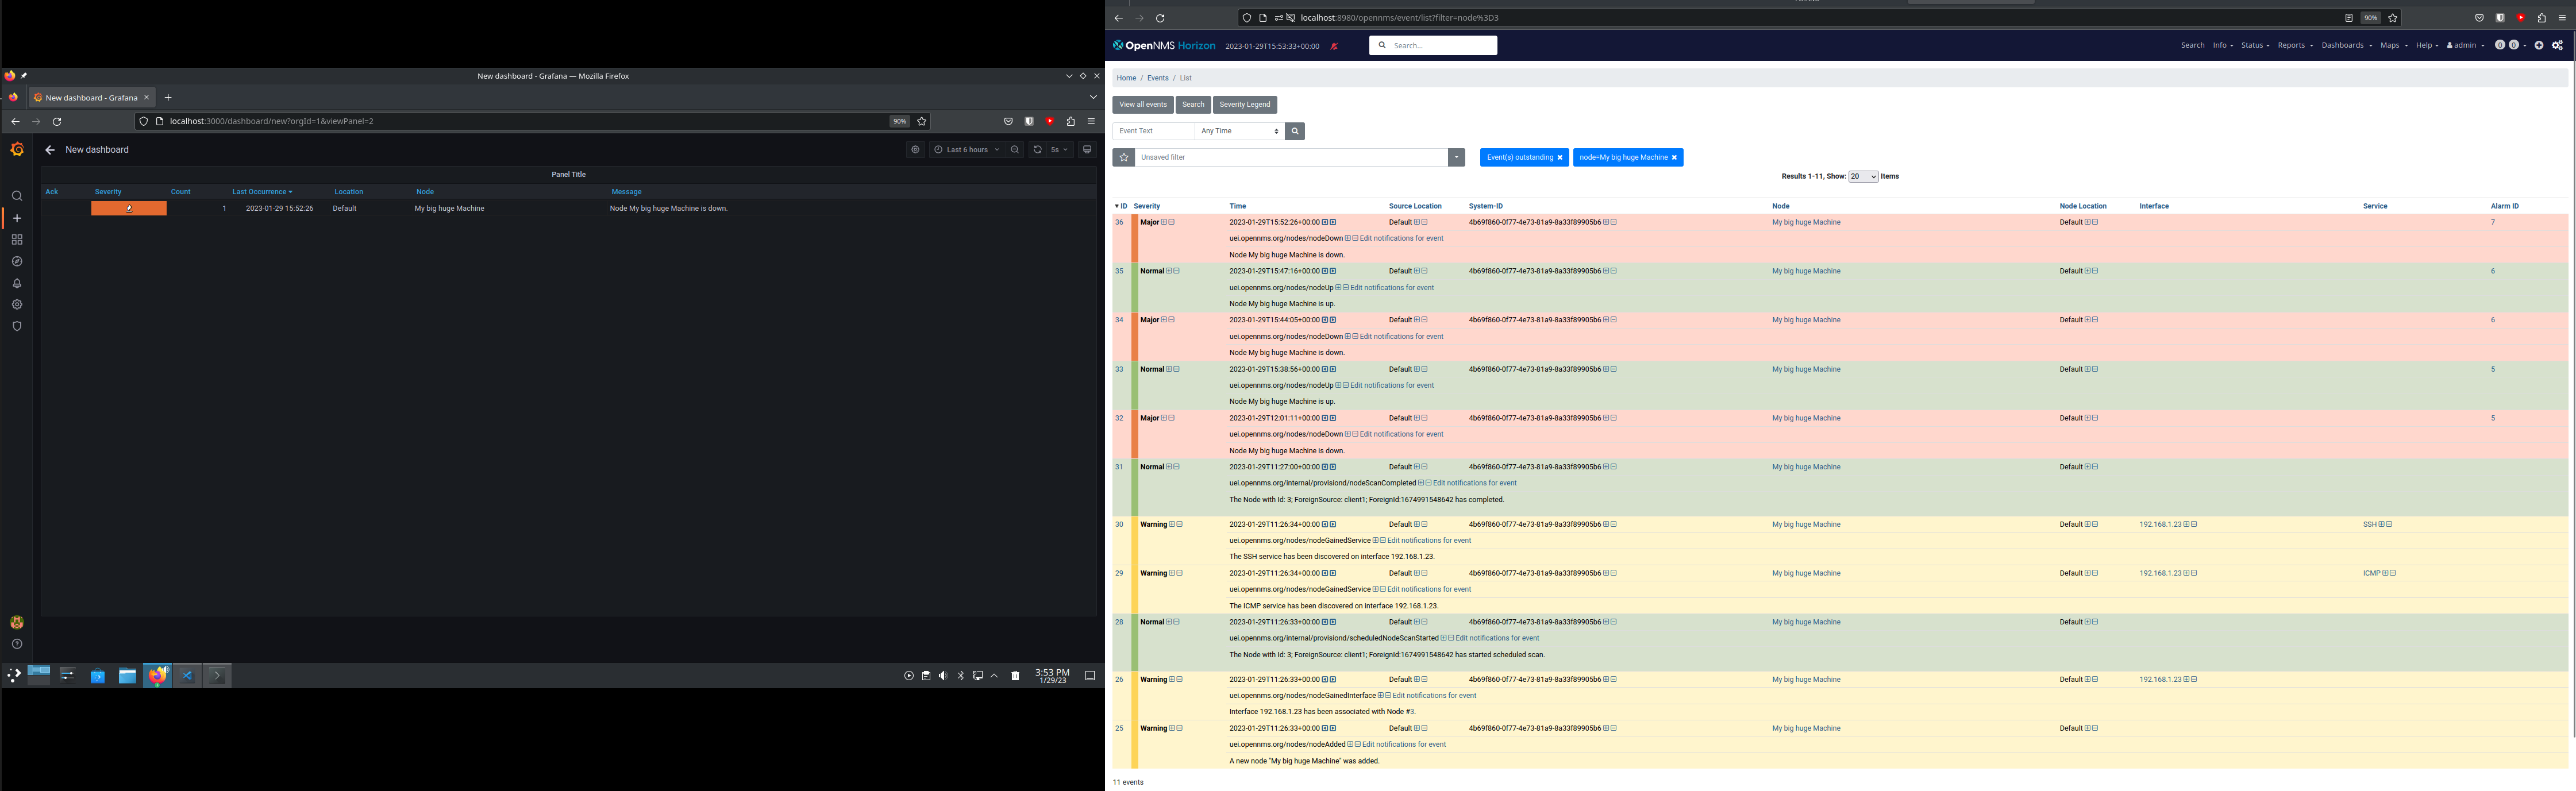 New dashboard - Grafana — Mozilla Firefox
New dashboard - Grafana
localhost:3000/dashboard/new?orgId=1&viewPanel=2
90%
New dashboard
Last 6 hours
5s
Panel Title
Ack Severity Count Last Occurrence Location Node Message
1 2023-01-29 15:52:26 Default My big huge Machine Node My big huge Machine is down.
3:53 PM
1/29/23
localhost:8980/opennms/event/list?filter=node%3D3
90%
OpenNMS Horizon 2023-01-29T15:53:33+00:00 Search... Search Info Status Reports Dashboards Maps Help admin 0 0
Home / Events / List
View all events Search Severity Legend
Event Text Any Time
Unsaved filter Event(s) outstanding node=My big huge Machine
Results 1-11, Show: 20 Items
ID Severity Time Source Location System-ID Node Node Location Interface Service Alarm ID
36 Major 2023-01-29T15:52:26+00:00 Default 4b69f860-0f77-4e73-81a9-8a33f89905b6 My big huge Machine Default 7
uei.opennms.org/nodes/nodeDown Edit notifications for event
Node My big huge Machine is down.
35 Normal 2023-01-29T15:47:16+00:00 Default 4b69f860-0f77-4e73-81a9-8a33f89905b6 My big huge Machine Default 6
uei.opennms.org/nodes/nodeUp Edit notifications for event
Node My big huge Machine is up.
34 Major 2023-01-29T15:44:05+00:00 Default 4b69f860-0f77-4e73-81a9-8a33f89905b6 My big huge Machine Default 6
uei.opennms.org/nodes/nodeDown Edit notifications for event
Node My big huge Machine is down.
33 Normal 2023-01-29T15:38:56+00:00 Default 4b69f860-0f77-4e73-81a9-8a33f89905b6 My big huge Machine Default 5
uei.opennms.org/nodes/nodeUp Edit notifications for event
Node My big huge Machine is up.
32 Major 2023-01-29T12:01:11+00:00 Default 4b69f860-0f77-4e73-81a9-8a33f89905b6 My big huge Machine Default 5
uei.opennms.org/nodes/nodeDown Edit notifications for event
Node My big huge Machine is down.
31 Normal 2023-01-29T11:27:00+00:00 Default 4b69f860-0f77-4e73-81a9-8a33f89905b6 My big huge Machine Default
uei.opennms.org/internal/provisiond/nodeScanCompleted Edit notifications for event
The Node with Id: 3; ForeignSource: client1; ForeignId:1674991548642 has completed.
30 Warning 2023-01-29T11:26:34+00:00 Default 4b69f860-0f77-4e73-81a9-8a33f89905b6 My big huge Machine Default 192.168.1.23 SSH
uei.opennms.org/nodes/nodeGainedService Edit notifications for event
The SSH service has been discovered on interface 192.168.1.23.
29 Warning 2023-01-29T11:26:34+00:00 Default 4b69f860-0f77-4e73-81a9-8a33f89905b6 My big huge Machine Default 192.168.1.23 ICMP
uei.opennms.org/nodes/nodeGainedService Edit notifications for event
The ICMP service has been discovered on interface 192.168.1.23.
28 Normal 2023-01-29T11:26:33+00:00 Default 4b69f860-0f77-4e73-81a9-8a33f89905b6 My big huge Machine Default
uei.opennms.org/internal/provisiond/scheduledNodeScanStarted Edit notifications for event
The Node with Id: 3; ForeignSource: client1; ForeignId:1674991548642 has started scheduled scan.
26 Warning 2023-01-29T11:26:33+00:00 Default 4b69f860-0f77-4e73-81a9-8a33f89905b6 My big huge Machine Default 192.168.1.23
uei.opennms.org/nodes/nodeGainedInterface Edit notifications for event
Interface 192.168.1.23 has been associated with Node #3.
25 Warning 2023-01-29T11:26:33+00:00 Default 4b69f860-0f77-4e73-81a9-8a33f89905b6 My big huge Machine Default
uei.opennms.org/nodes/nodeAdded Edit notifications for event
A new node "My big huge Machine" was added.
11 events